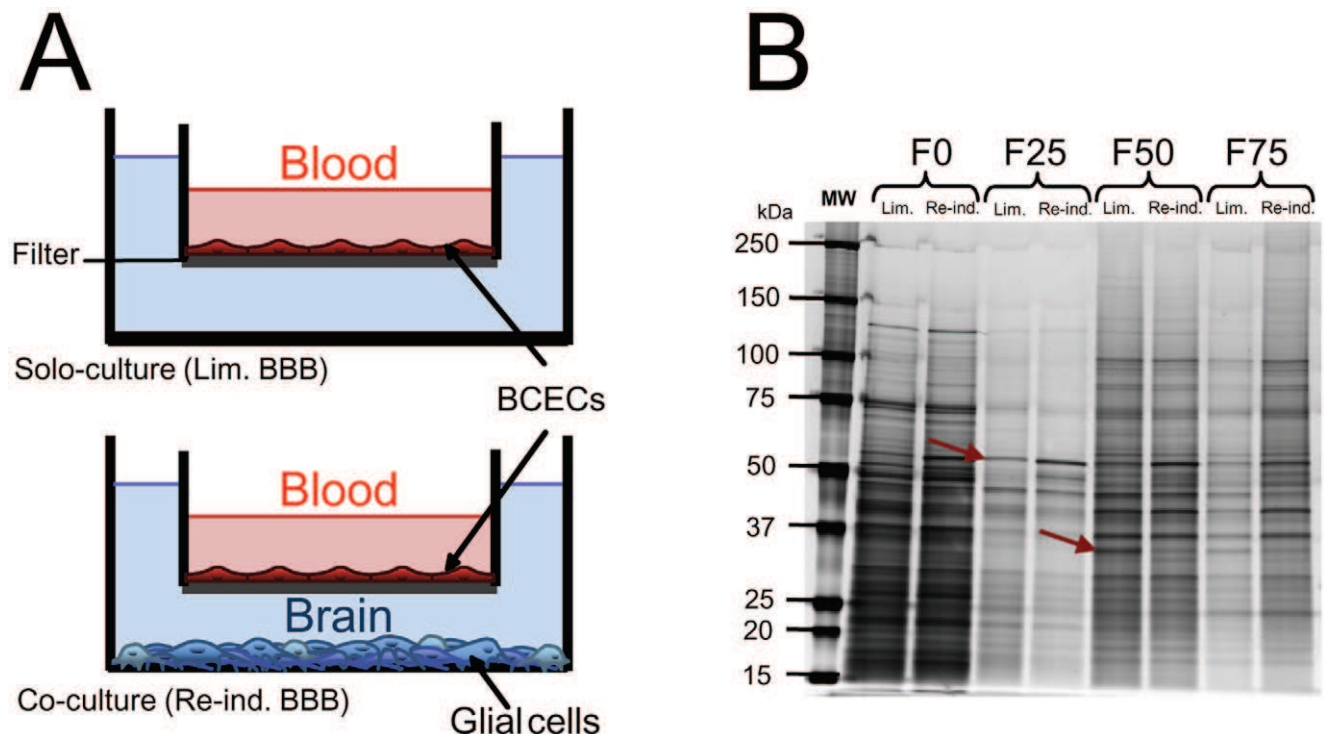 A
Blood
Filter
Solo-culture (Lim. BBB)
BCECs
Blood
Brain
Co-culture (Re-ind. BBB)
Glial cells
B
F0 F25 F50 F75
kDa MW Lim. Re-ind. Lim. Re-ind. Lim. Re-ind. Lim. Re-ind.
250
150
100
75
50
37
25
20
15